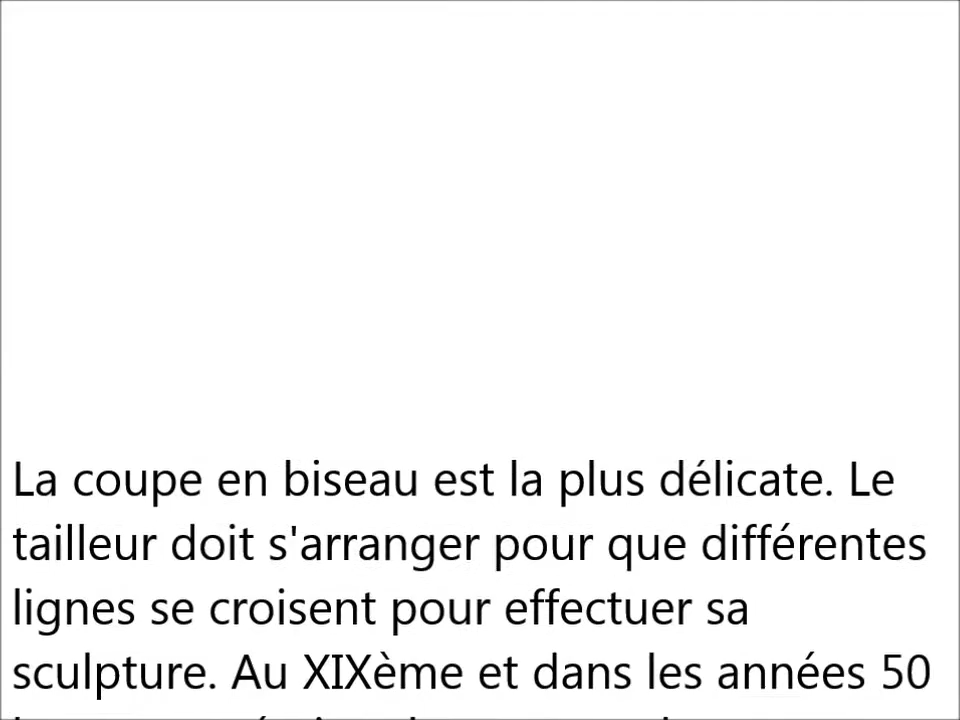 La coupe en biseau est la plus délicate. Le
tailleur doit s'arranger pour que différentes
lignes se croisent pour effectuer sa
sculpture. Au XIXème et dans les années 50